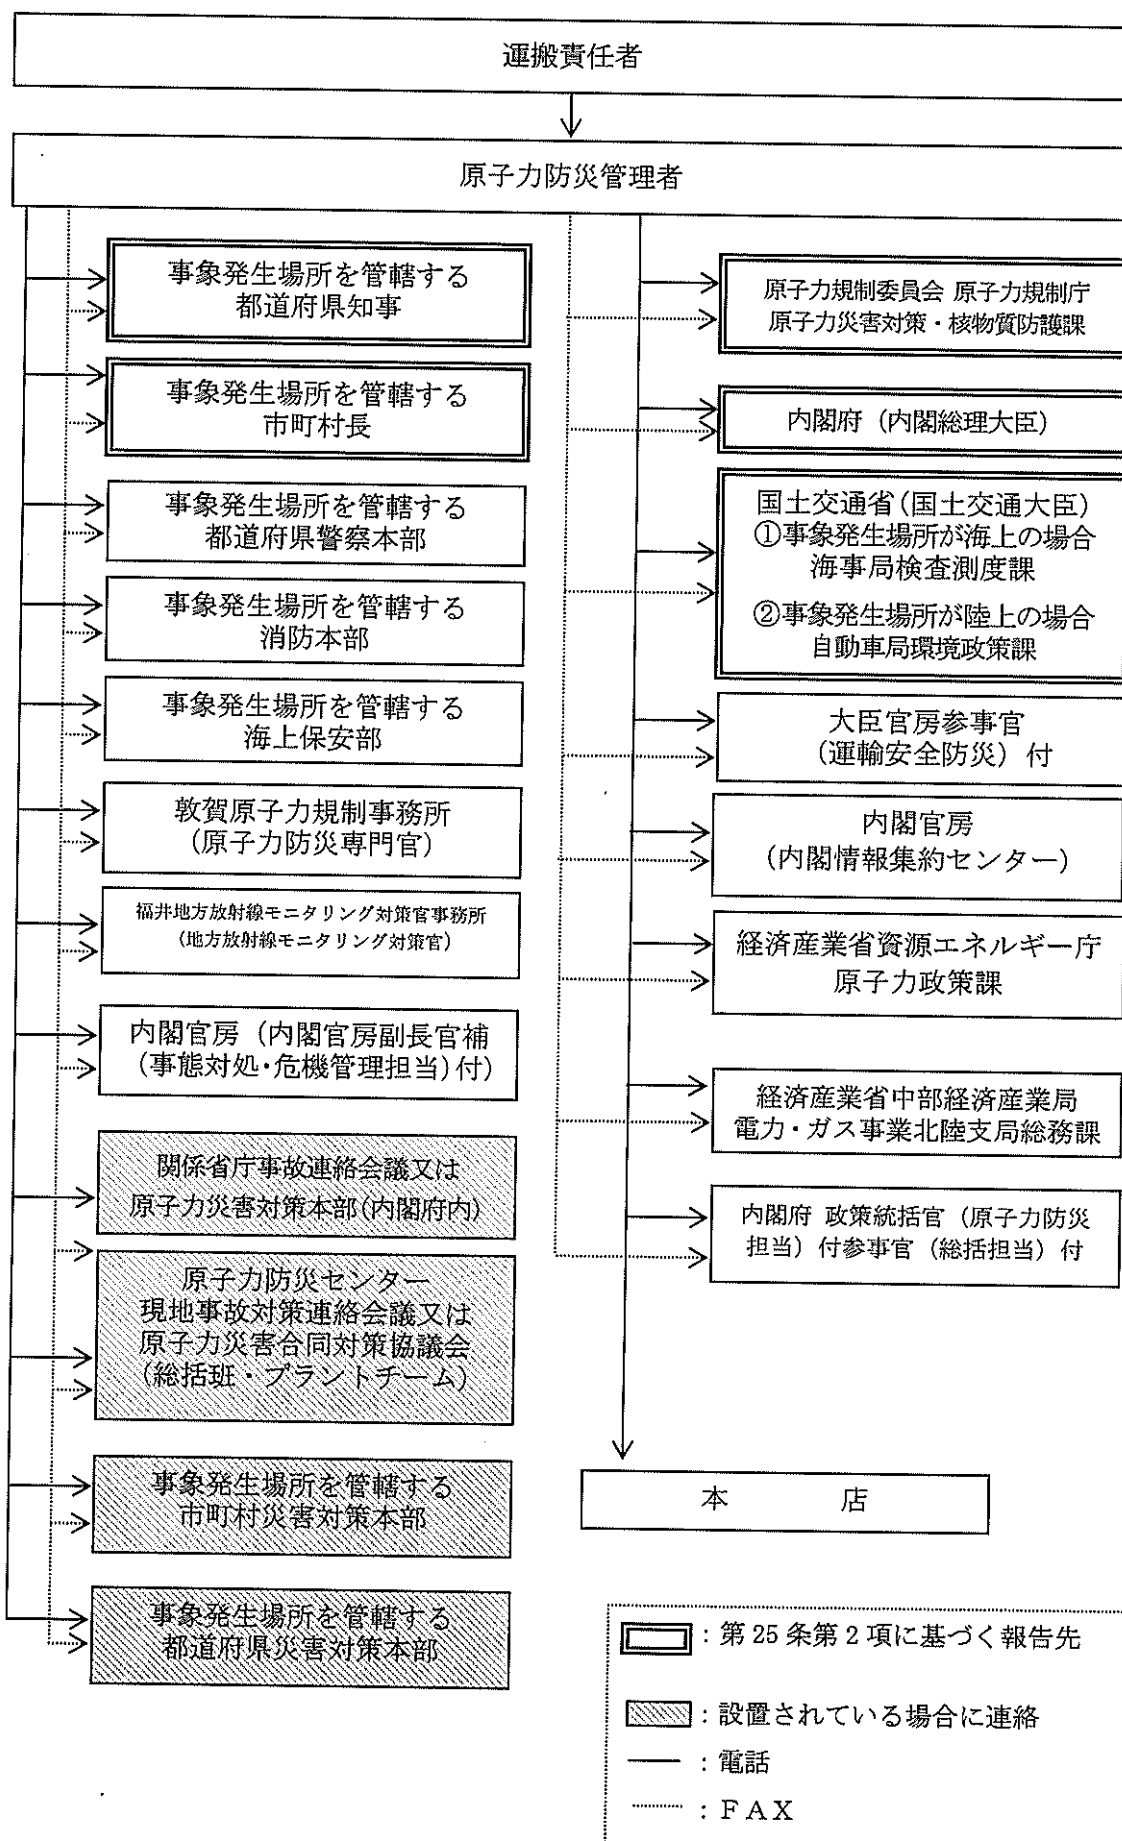 運搬責任者
原子力防災管理者
事象発生場所を管轄する
都道府県知事
事象発生場所を管轄する
市町村長
事象発生場所を管轄する
都道府県警察本部
事象発生場所を管轄する
消防本部
事象発生場所を管轄する
海上保安部
敦賀原子力規制事務所
(原子力防災専門官)
福井地方放射線モニタリング対策官事務所
(地方放射線モニタリング対策官)
内閣官房（内閣官房副長官補
(事態対処・危機管理担当)付)
関係省庁事故連絡会議又は
原子力災害対策本部(内閣府内)
原子力防災センター
現地事故対策連絡会議又は
原子力災害合同対策協議会
(総括班・プラントチーム)
事象発生場所を管轄する
市町村災害対策本部
事象発生場所を管轄する
都道府県災害対策本部
原子力規制委員会 原子力規制庁
原子力災害対策・核物質防護課
内閣府（内閣総理大臣）
国土交通省(国土交通大臣)
①事象発生場所が海上の場合
海事局検査測度課
②事象発生場所が陸上の場合
自動車局環境政策課
大臣官房参事官
(運輸安全防災）付
内閣官房
(内閣情報集約センター)
経済産業省資源エネルギー庁
原子力政策課
経済産業省中部経済産業局
電力・ガス事業北陸支局総務課
内閣府 政策統括官（原子力防災
担当）付参事官（総括担当）付
本 店
：第25条第2項に基づく報告先
：設置されている場合に連絡
：電話
：ＦＡＸ